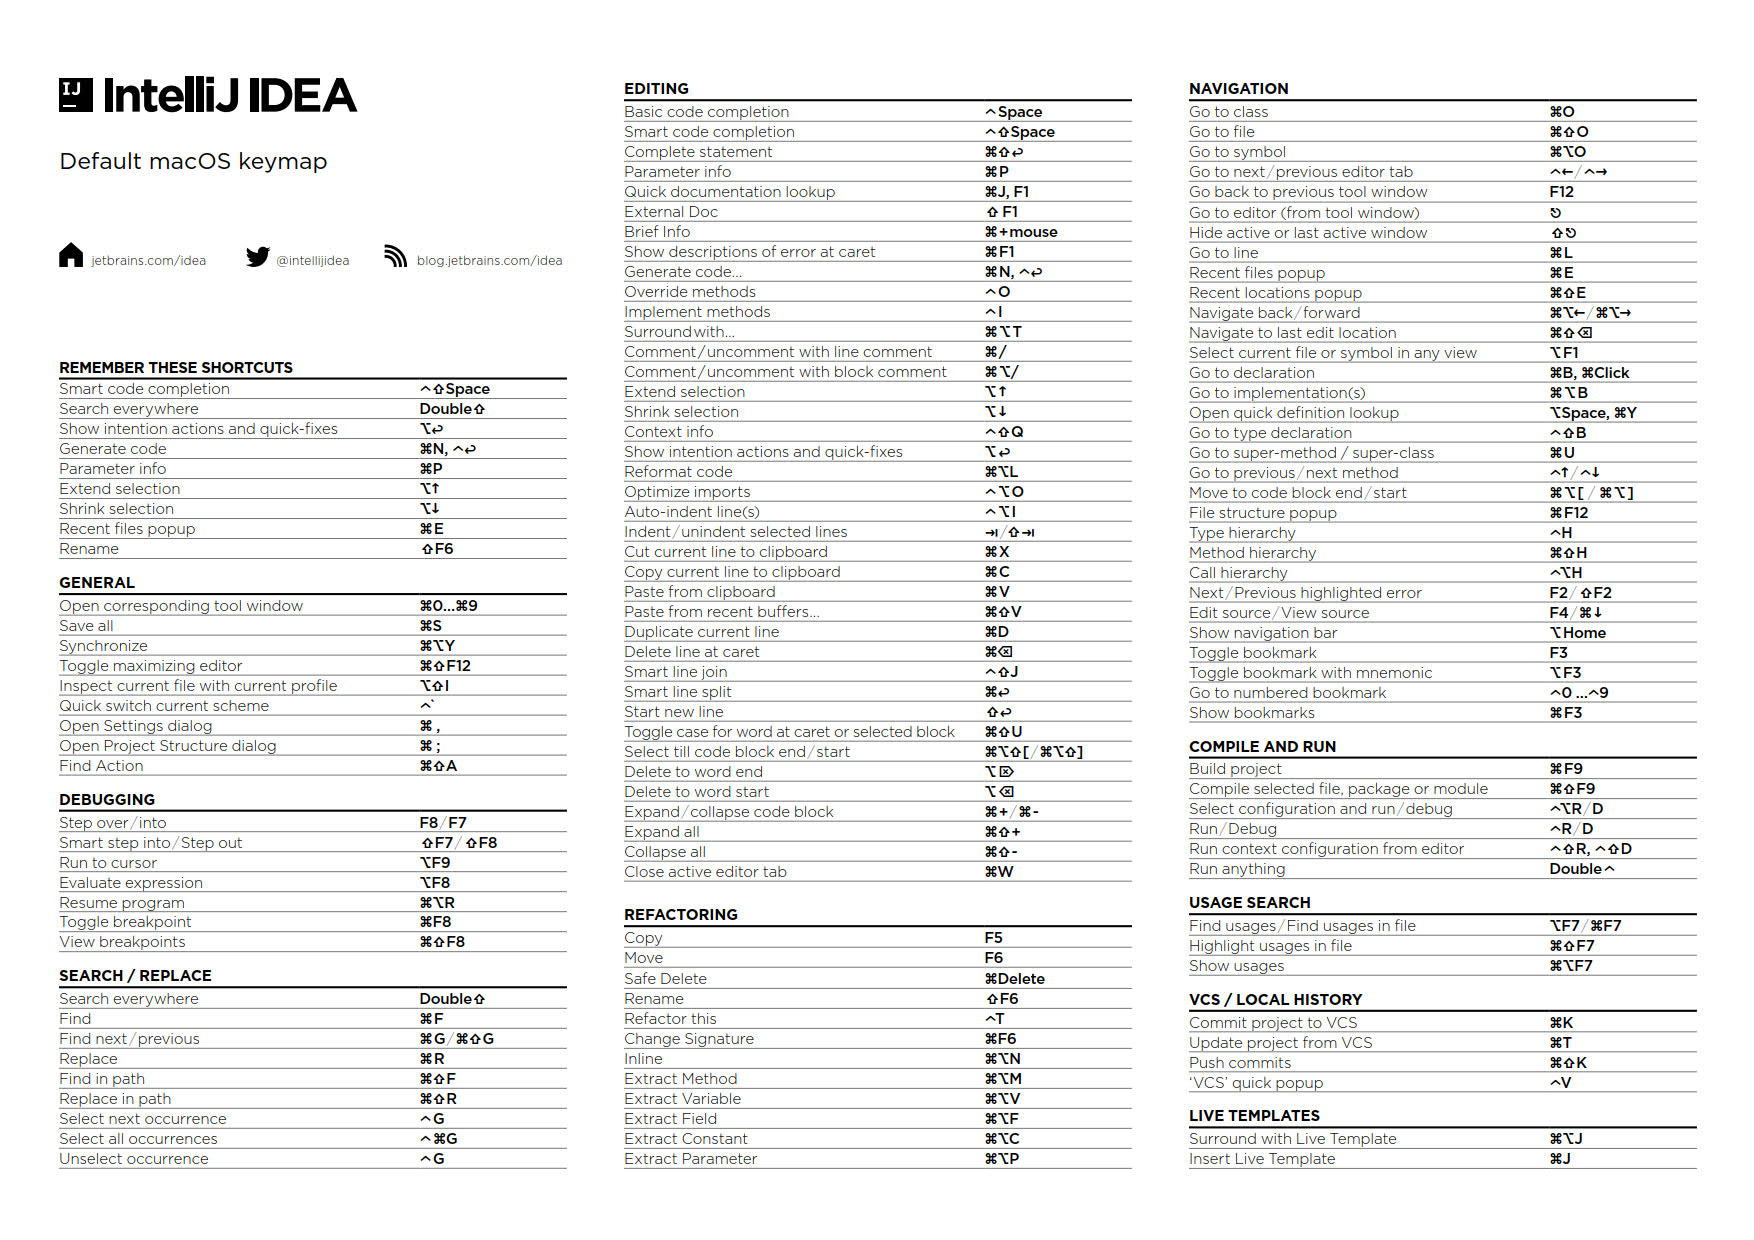 IJ IntelliJ IDEA
Default macOS keymap
jetbrains.com/idea @intellijidea blog.jetbrains.com/idea
REMEMBER THESE SHORTCUTS
Smart code completion ^⇧Space
Search everywhere Double⇧
Show intention actions and quick-fixes ⌥↩
Generate code ⌘N, ^↩
Parameter info ⌘P
Extend selection ⌥↑
Shrink selection ⌥↓
Recent files popup ⌘E
Rename ⇧F6
GENERAL
Open corresponding tool window ⌘0...⌘9
Save all ⌘S
Synchronize ⌘⌥Y
Toggle maximizing editor ⌘⇧F12
Inspect current file with current profile ⌥⇧I
Quick switch current scheme ^`
Open Settings dialog ⌘ ,
Open Project Structure dialog ⌘ ;
Find Action ⌘⇧A
DEBUGGING
Step over/into F8/F7
Smart step into/Step out ⇧F7/⇧F8
Run to cursor ⌥F9
Evaluate expression ⌥F8
Resume program ⌘⌥R
Toggle breakpoint ⌘F8
View breakpoints ⌘⇧F8
SEARCH / REPLACE
Search everywhere Double⇧
Find ⌘F
Find next/previous ⌘G/⌘⇧G
Replace ⌘R
Find in path ⌘⇧F
Replace in path ⌘⇧R
Select next occurrence ^G
Select all occurrences ^⌘G
Unselect occurrence ^G
EDITING
Basic code completion ^Space
Smart code completion ^⇧Space
Complete statement ⌘⇧↩
Parameter info ⌘P
Quick documentation lookup ⌘J, F1
External Doc ⇧F1
Brief Info ⌘+mouse
Show descriptions of error at caret ⌘F1
Generate code... ⌘N, ^↩
Override methods ^O
Implement methods ^I
Surround with... ⌘⌥T
Comment/uncomment with line comment ⌘/
Comment/uncomment with block comment ⌘⌥/
Extend selection ⌥↑
Shrink selection ⌥↓
Context info ^⇧Q
Show intention actions and quick-fixes ⌥↩
Reformat code ⌘⌥L
Optimize imports ^⌥O
Auto-indent line(s) ^⌥I
Indent/unindent selected lines ⇥/⇧⇥
Cut current line to clipboard ⌘X
Copy current line to clipboard ⌘C
Paste from clipboard ⌘V
Paste from recent buffers... ⌘⇧V
Duplicate current line ⌘D
Delete line at caret ⌘⌫
Smart line join ^⇧J
Smart line split ⌘↩
Start new line ⇧↩
Toggle case for word at caret or selected block ⌘⇧U
Select till code block end/start ⌘⌥⇧[/⌘⌥⇧]
Delete to word end ⌥⌦
Delete to word start ⌥⌫
Expand/collapse code block ⌘+/⌘-
Expand all ⌘⇧+
Collapse all ⌘⇧-
Close active editor tab ⌘W
REFACTORING
Copy F5
Move F6
Safe Delete ⌘Delete
Rename ⇧F6
Refactor this ^T
Change Signature ⌘F6
Inline ⌘⌥N
Extract Method ⌘⌥M
Extract Variable ⌘⌥V
Extract Field ⌘⌥F
Extract Constant ⌘⌥C
Extract Parameter ⌘⌥P
NAVIGATION
Go to class ⌘O
Go to file ⌘⇧O
Go to symbol ⌘⌥O
Go to next/previous editor tab ^←/^→
Go back to previous tool window F12
Go to editor (from tool window) ⎋
Hide active or last active window ⇧⎋
Go to line ⌘L
Recent files popup ⌘E
Recent locations popup ⌘⇧E
Navigate back/forward ⌘⌥←/⌘⌥→
Navigate to last edit location ⌘⇧⌫
Select current file or symbol in any view ⌥F1
Go to declaration ⌘B, ⌘Click
Go to implementation(s) ⌘⌥B
Open quick definition lookup ⌥Space, ⌘Y
Go to type declaration ^⇧B
Go to super-method / super-class ⌘U
Go to previous/next method ^↑/^↓
Move to code block end/start ⌘⌥[ / ⌘⌥]
File structure popup ⌘F12
Type hierarchy ^H
Method hierarchy ⌘⇧H
Call hierarchy ^⌥H
Next/Previous highlighted error F2/⇧F2
Edit source/View source F4/⌘↓
Show navigation bar ⌥Home
Toggle bookmark F3
Toggle bookmark with mnemonic ⌥F3
Go to numbered bookmark ^0 ...^9
Show bookmarks ⌘F3
COMPILE AND RUN
Build project ⌘F9
Compile selected file, package or module ⌘⇧F9
Select configuration and run/debug ^⌥R/D
Run/Debug ^R/D
Run context configuration from editor ^⇧R, ^⇧D
Run anything Double^
USAGE SEARCH
Find usages/Find usages in file ⌥F7/⌘F7
Highlight usages in file ⌘⇧F7
Show usages ⌘⌥F7
VCS / LOCAL HISTORY
Commit project to VCS ⌘K
Update project from VCS ⌘T
Push commits ⌘⇧K
‘VCS’ quick popup ^V
LIVE TEMPLATES
Surround with Live Template ⌘⌥J
Insert Live Template ⌘J